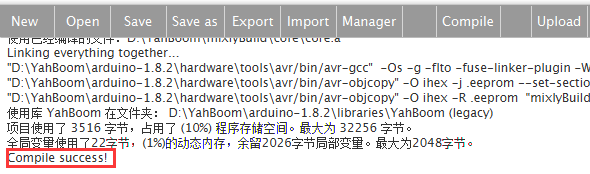 New Open Save Save as Export Import Manager Compile Upload
使用已经编译的文件：D:\YahBoom\mixlyBuild\core\core.a
Linking everything together...
"D:\YahBoom\arduino-1.8.2\hardware\tools\avr/bin/avr-gcc" -Os -g -flto -fuse-linker-plugin -W
"D:\YahBoom\arduino-1.8.2\hardware\tools\avr/bin/avr-objcopy" -O ihex -j .eeprom --set-section
"D:\YahBoom\arduino-1.8.2\hardware\tools\avr/bin/avr-objcopy" -O ihex -R .eeprom "mixlyBuild
使用库 YahBoom 在文件夹： D:\YahBoom\arduino-1.8.2\libraries\YahBoom (legacy)
项目使用了 3516 字节，占用了 (10%) 程序存储空间。最大为 32256 字节。
全局变量使用了22字节，(1%)的动态内存，余留2026字节局部变量。最大为2048字节。
Compile success!